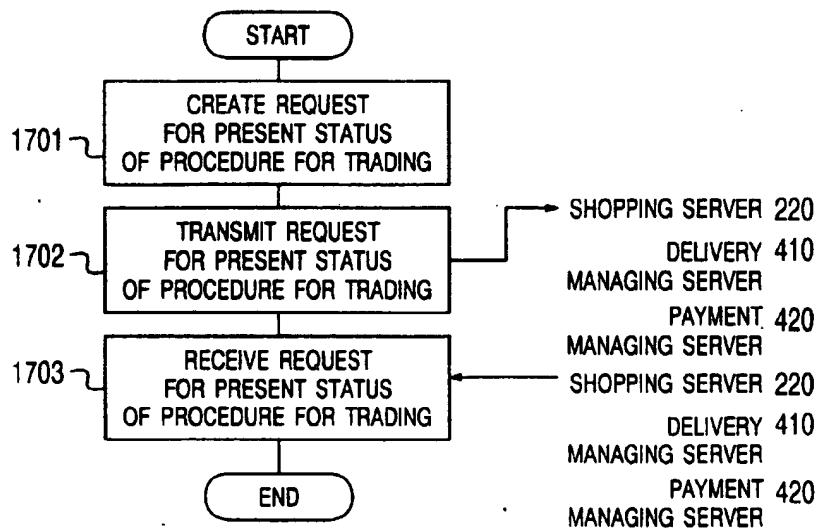 START
CREATE REQUEST
FOR PRESENT STATUS
OF PROCEDURE FOR TRADING
1701
TRANSMIT REQUEST
FOR PRESENT STATUS
OF PROCEDURE FOR TRADING
1702
SHOPPING SERVER 220
DELIVERY 410
MANAGING SERVER
PAYMENT 420
MANAGING SERVER
RECEIVE REQUEST
FOR PRESENT STATUS
OF PROCEDURE FOR TRADING
1703
SHOPPING SERVER 220
DELIVERY 410
MANAGING SERVER
PAYMENT 420
MANAGING SERVER
END